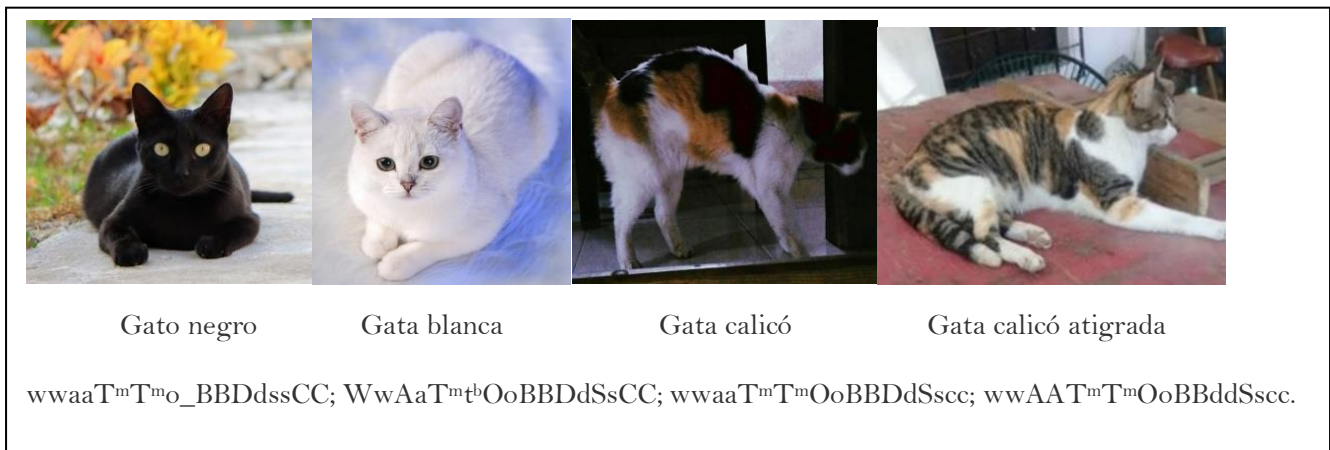 Gato negro Gata blanca Gata calicó Gata calicó atigrada
wwaaTᵐTᵐo_BBDdssCC; WwAaTᵐtᵇOoBBDdSsCC; wwaaTᵐTᵐOoBBDdSscc; wwAATᵐTᵐOoBBddSscc.